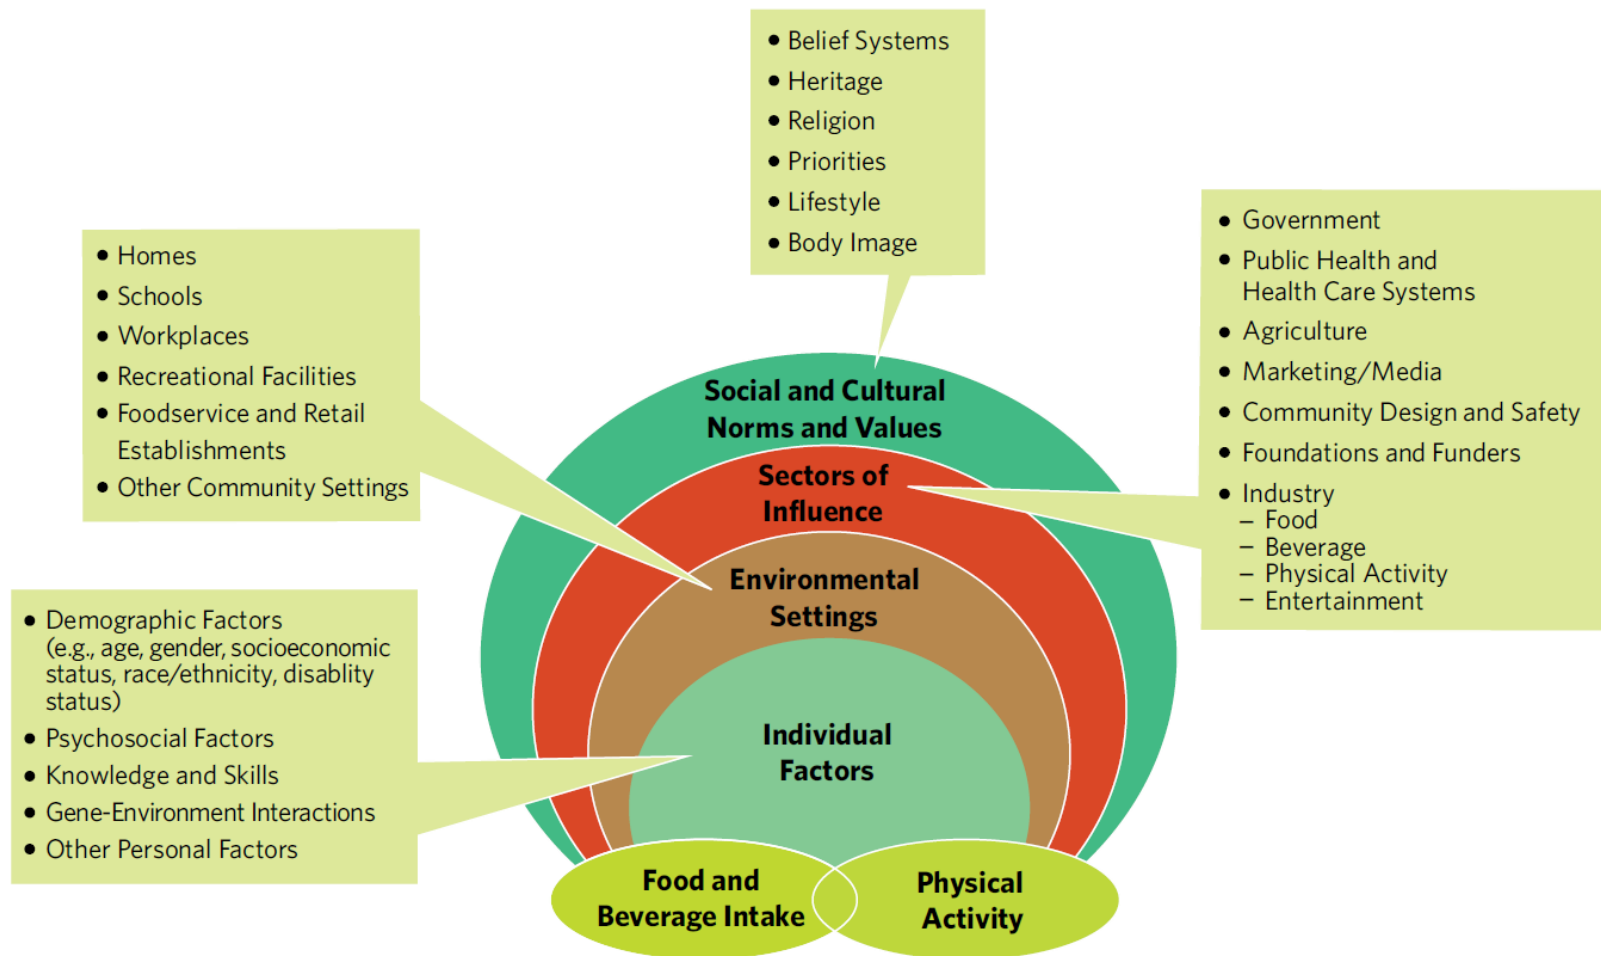 • Belief Systems
• Heritage
• Religion
• Priorities
• Lifestyle
• Body Image
• Homes
• Schools
• Workplaces
• Recreational Facilities
• Foodservice and Retail
Establishments
• Other Community Settings
• Government
• Public Health and
Health Care Systems
• Agriculture
• Marketing/Media
• Community Design and Safety
• Foundations and Funders
• Industry
– Food
– Beverage
– Physical Activity
– Entertainment
• Demographic Factors
(e.g., age, gender, socioeconomic
status, race/ethnicity, disablity
status)
• Psychosocial Factors
• Knowledge and Skills
• Gene-Environment Interactions
• Other Personal Factors
Social and Cultural
Norms and Values
Sectors of
Influence
Environmental
Settings
Individual
Factors
Food and
Beverage Intake
Physical
Activity